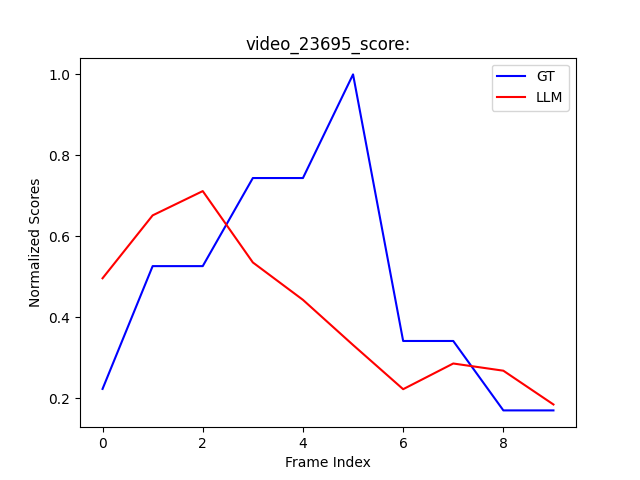 video_23695_score:
GT
LLM
Normalized Scores
1.0
0.8
0.6
0.4
0.2
0 2 4 6 8
Frame Index